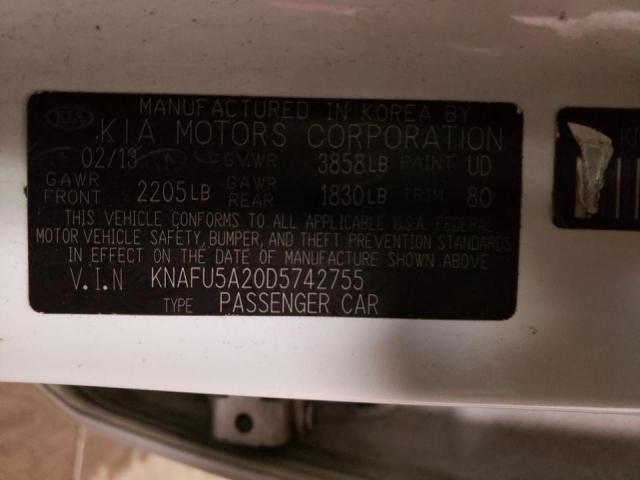 KIA
MANUFACTURED IN KOREA BY
KIA MOTORS CORPORATION
02/13 GVWR 3858LB PAINT UD
GAWR FRONT 2205LB GAWR REAR 1830LB TRIM 80
THIS VEHICLE CONFORMS TO ALL APPLICABLE U.S.A. FEDERAL
MOTOR VEHICLE SAFETY, BUMPER, AND THEFT PREVENTION STANDARDS
IN EFFECT ON THE DATE OF MANUFACTURE SHOWN ABOVE
V.I.N KNAFU5A20D5742755
TYPE PASSENGER CAR